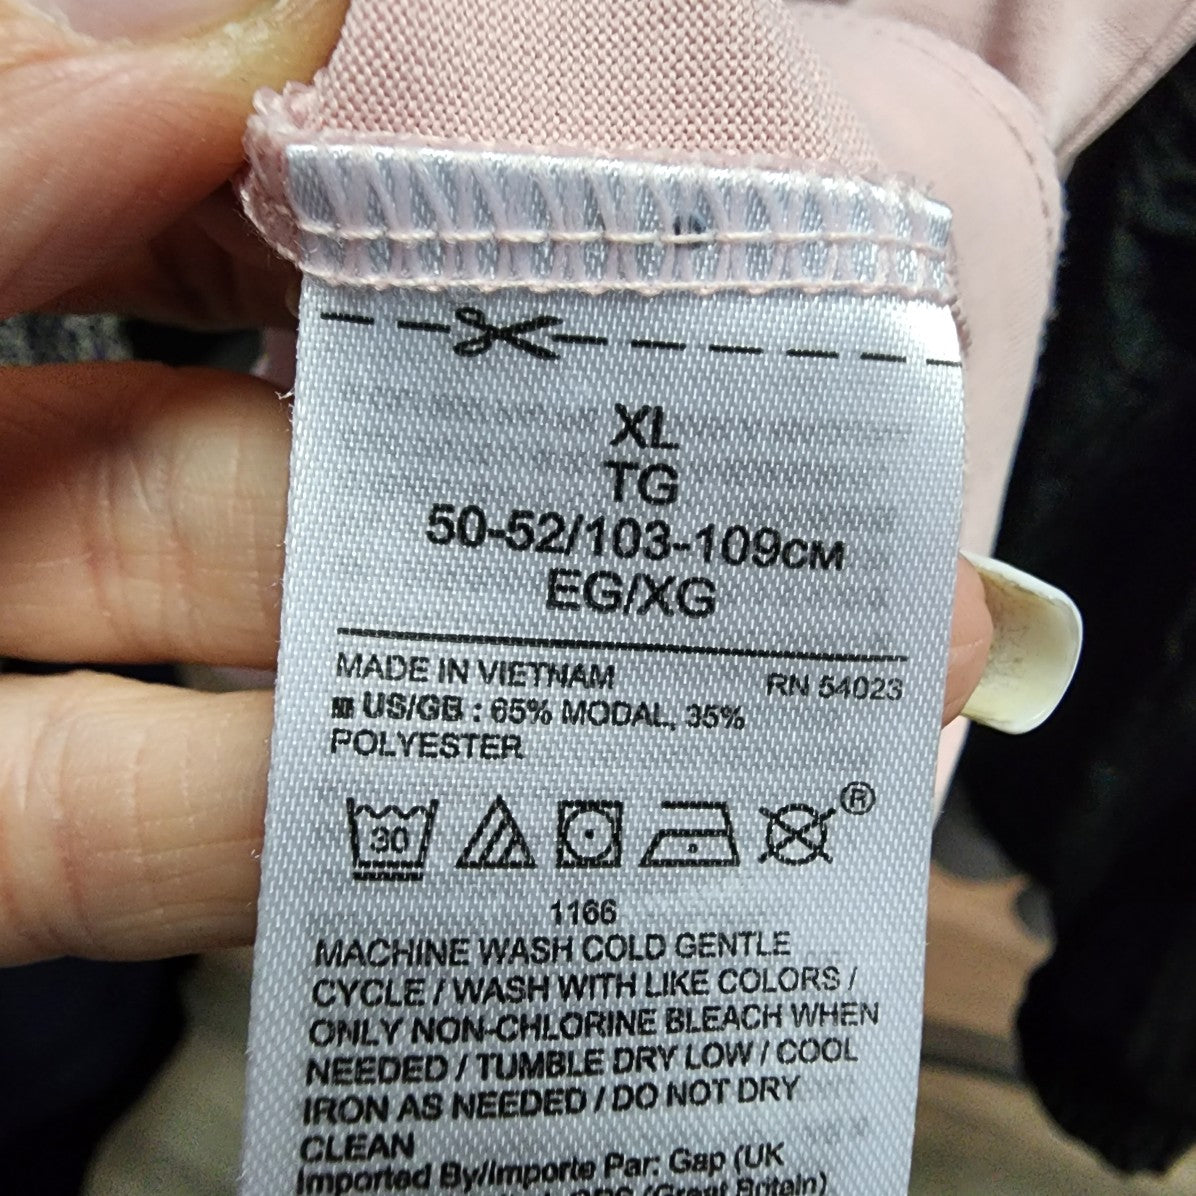 XL
TG
50-52/103-109CM
EG/XG
MADE IN VIETNAM
RN 54023
US/GB : 65% MODAL, 35%
POLYESTER
30
®
1166
MACHINE WASH COLD GENTLE
CYCLE / WASH WITH LIKE COLORS /
ONLY NON-CHLORINE BLEACH WHEN
NEEDED / TUMBLE DRY LOW / COOL
IRON AS NEEDED / DO NOT DRY
CLEAN
Imported By/Importe Par: Gap (UK
(Great Britain)